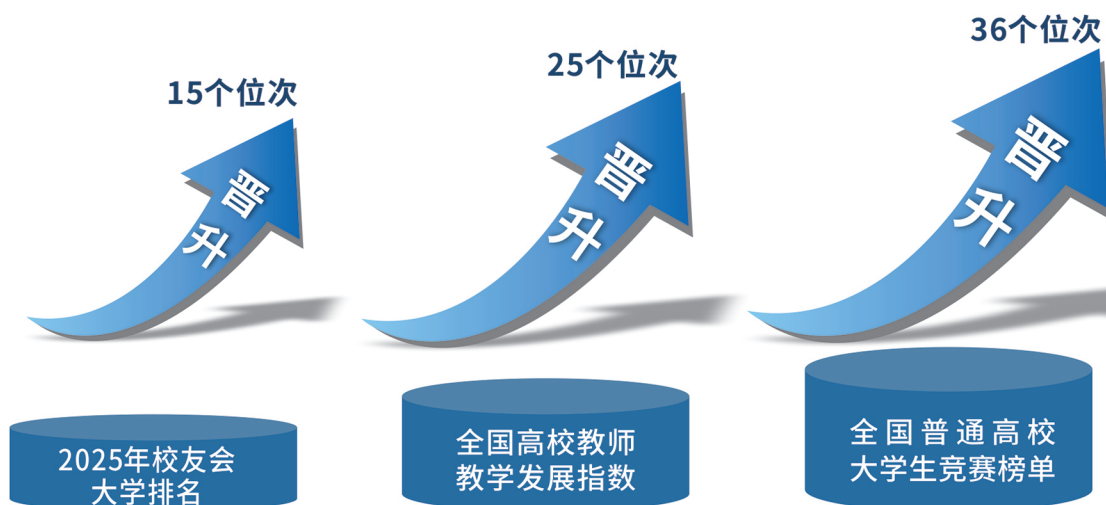 15个位次
晋
升
2025年校友会
大学排名
25个位次
晋
升
全国高校教师
教学发展指数
36个位次
晋
升
全国普通高校
大学生竞赛榜单